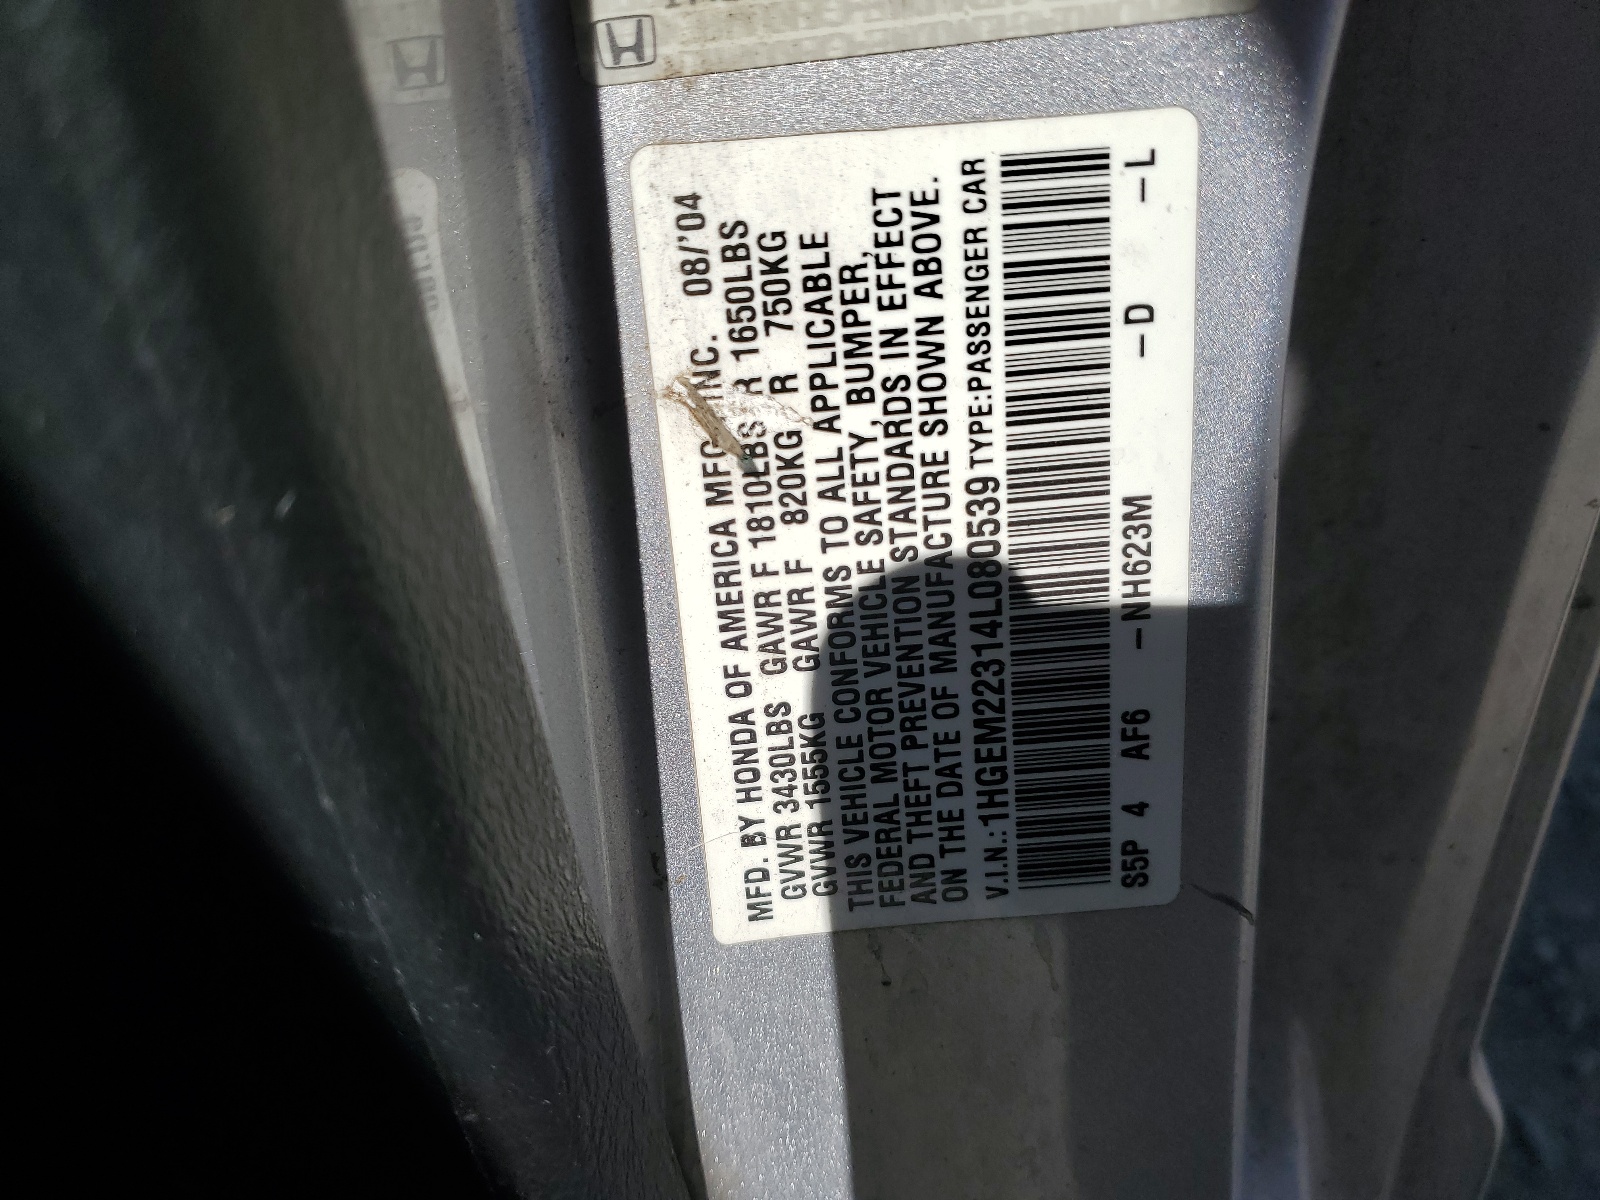 MFD. BY HONDA OF AMERICA MFG. INC. 08/'04
GVWR 3430LBS GAWR F 1810LBS R 1650LBS
GVWR 1555KG GAWR F 820KG R 750KG
THIS VEHICLE CONFORMS TO ALL APPLICABLE
FEDERAL MOTOR VEHICLE SAFETY, BUMPER,
AND THEFT PREVENTION STANDARDS IN EFFECT
ON THE DATE OF MANUFACTURE SHOWN ABOVE.
V.I.N.: 1HGEM22314L080539 TYPE: PASSENGER CAR
S5P 4 AF6 -NH623M -D -L